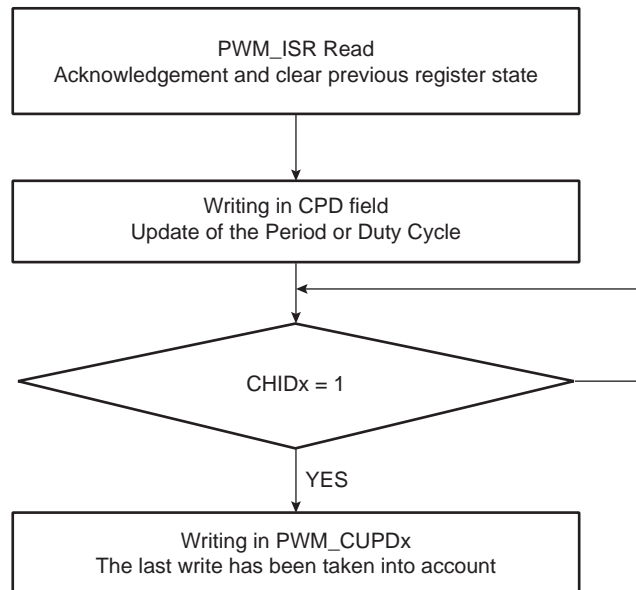 PWM_ISR Read
Acknowledgement and clear previous register state
Writing in CPD field
Update of the Period or Duty Cycle
CHIDx = 1
YES
Writing in PWM_CUPDx
The last write has been taken into account